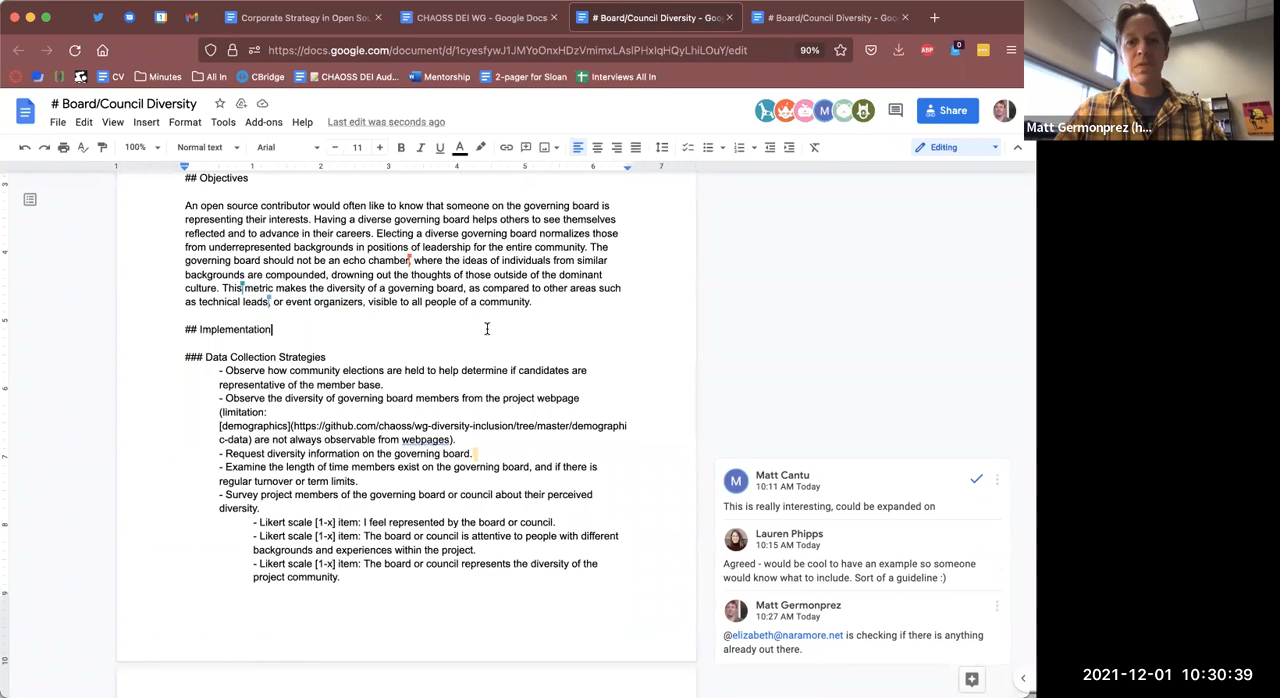 Corporate Strategy in Open So
CHAOSS DEI WG - Google Docs
# Board/Council Diversity - Goo
# Board/Council Diversity - Go
https://docs.google.com/document/d/1cyesfywJ1JMYoOnxHDzVmimxLAsIPHxIqHQyLhiLOuY/edit
90%
ABP
0
CV
Minutes
All In
CBridge
CHAOSS DEI Aud...
Mentorship
2-pager for Sloan
Interviews All In
# Board/Council Diversity
File Edit View Insert Format Tools Add-ons Help Last edit was seconds ago
Share
100% Normal text Arial 11 Editing
## Objectives
An open source contributor would often like to know that someone on the governing board is
representing their interests. Having a diverse governing board helps others to see themselves
reflected and to advance in their careers. Electing a diverse governing board normalizes those
from underrepresented backgrounds in positions of leadership for the entire community. The
governing board should not be an echo chamber, where the ideas of individuals from similar
backgrounds are compounded, drowning out the thoughts of those outside of the dominant
culture. This metric makes the diversity of a governing board, as compared to other areas such
as technical leads, or event organizers, visible to all people of a community.
## Implementation
### Data Collection Strategies
- Observe how community elections are held to help determine if candidates are
representative of the member base.
- Observe the diversity of governing board members from the project webpage
(limitation:
[demographics](https://github.com/chaoss/wg-diversity-inclusion/tree/master/demographi
c-data) are not always observable from webpages).
- Request diversity information on the governing board.
- Examine the length of time members exist on the governing board, and if there is
regular turnover or term limits.
- Survey project members of the governing board or council about their perceived
diversity.
- Likert scale [1-x] item: I feel represented by the board or council.
- Likert scale [1-x] item: The board or council is attentive to people with different
backgrounds and experiences within the project.
- Likert scale [1-x] item: The board or council represents the diversity of the
project community.
M
Matt Cantu
10:11 AM Today
This is really interesting, could be expanded on
Lauren Phipps
10:15 AM Today
Agreed - would be cool to have an example so someone
would know what to include. Sort of a guideline :)
Matt Germonprez
10:27 AM Today
@elizabeth@naramore.net is checking if there is anything
already out there.
Matt Germonprez (h...
2021-12-01 10:30:39